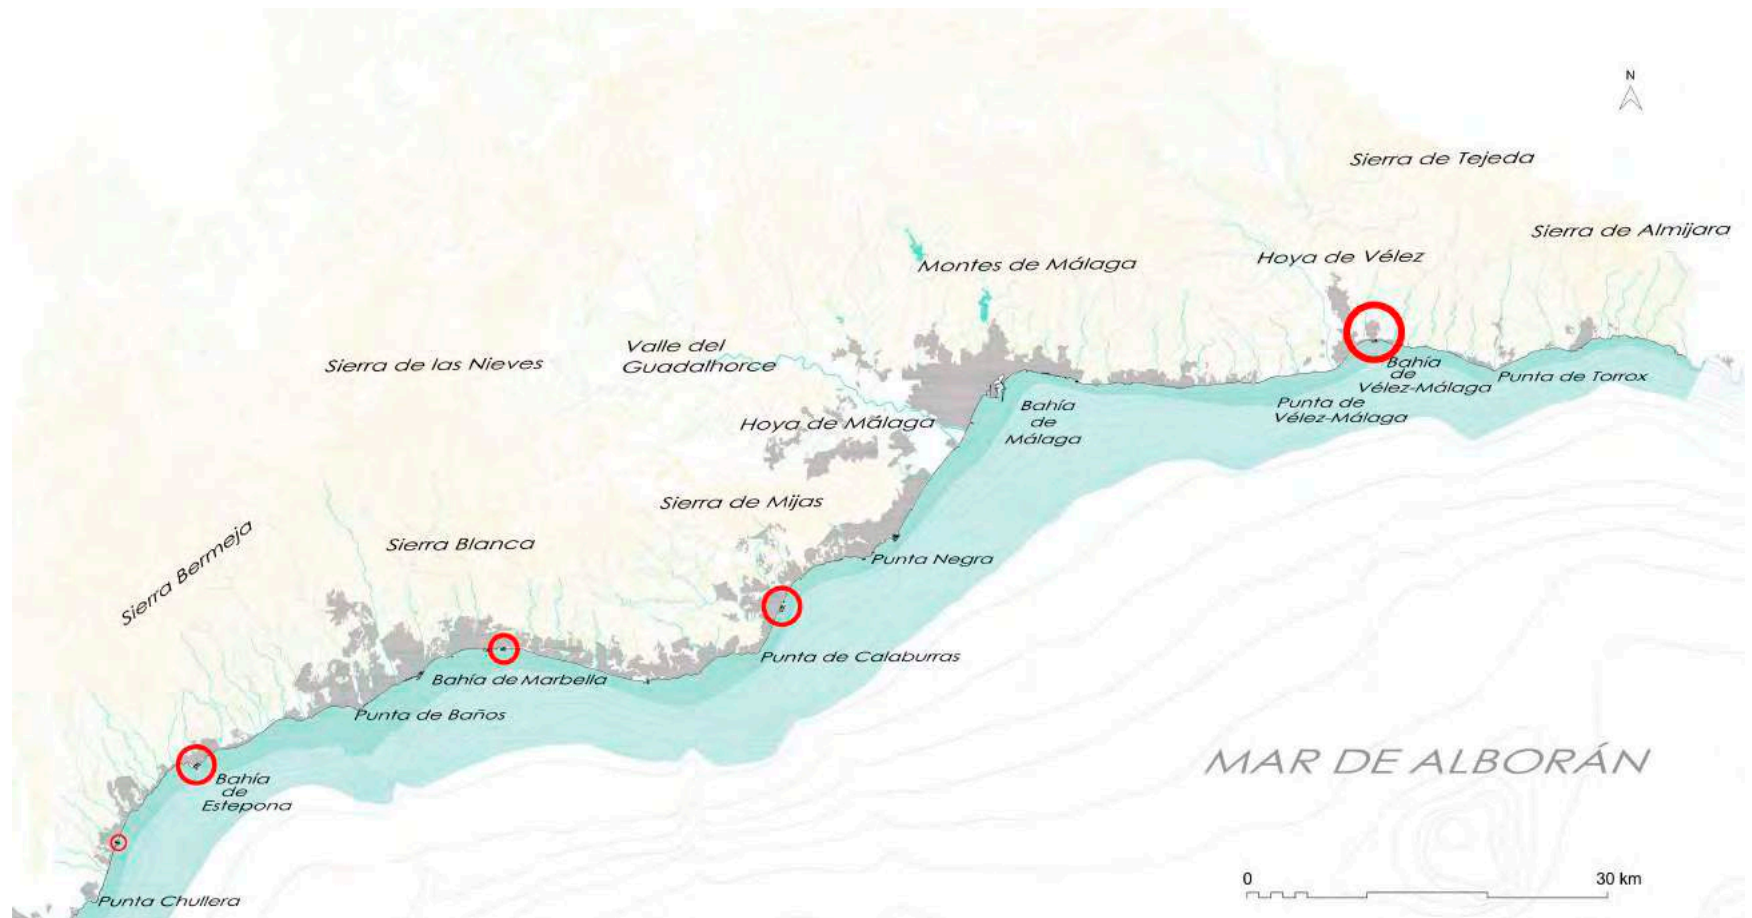 N
Sierra de Tejeda
Sierra de Almijara
Hoya de Vélez
Montes de Málaga
Valle del
Guadalhorce
Sierra de las Nieves
Bahía
de
Vélez-Málaga
Punta de Torrox
Punta de
Vélez-Málaga
Bahía
de
Málaga
Hoya de Málaga
Sierra de Mijas
Sierra Blanca
Sierra Bermeja
Punta Negra
Punta de Calaburras
Bahía de Marbella
Punta de Baños
MAR DE ALBORÁN
Bahía
de
Estepona
Punta Chullera
0
30 km